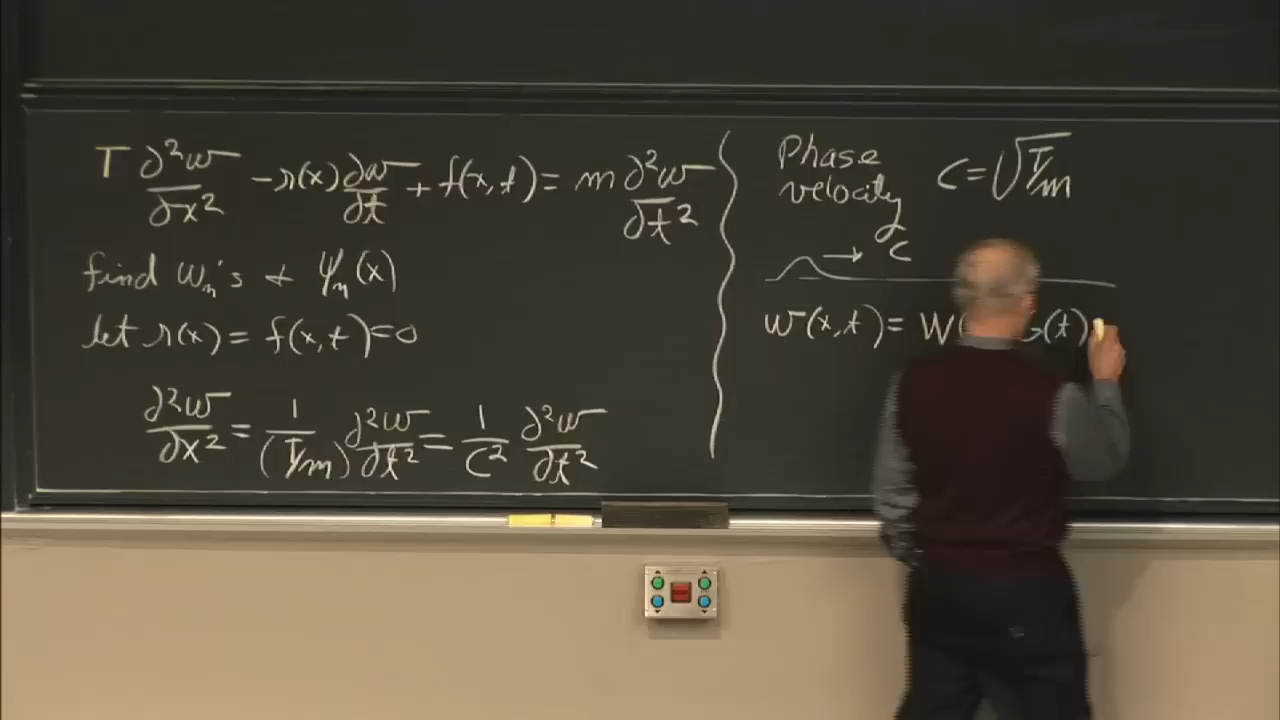 T ∂²w/∂x² - r(x) ∂w/∂t + f(x,t) = m ∂²w/∂t²
find ωₙ's + ψₙ(x)
let r(x) = f(x,t) = 0
∂²w/∂x² = 1/(T/m) ∂²w/∂t² = 1/c² ∂²w/∂t²
Phase velocity c = √T/m
→ c
w(x,t) = W( (t)